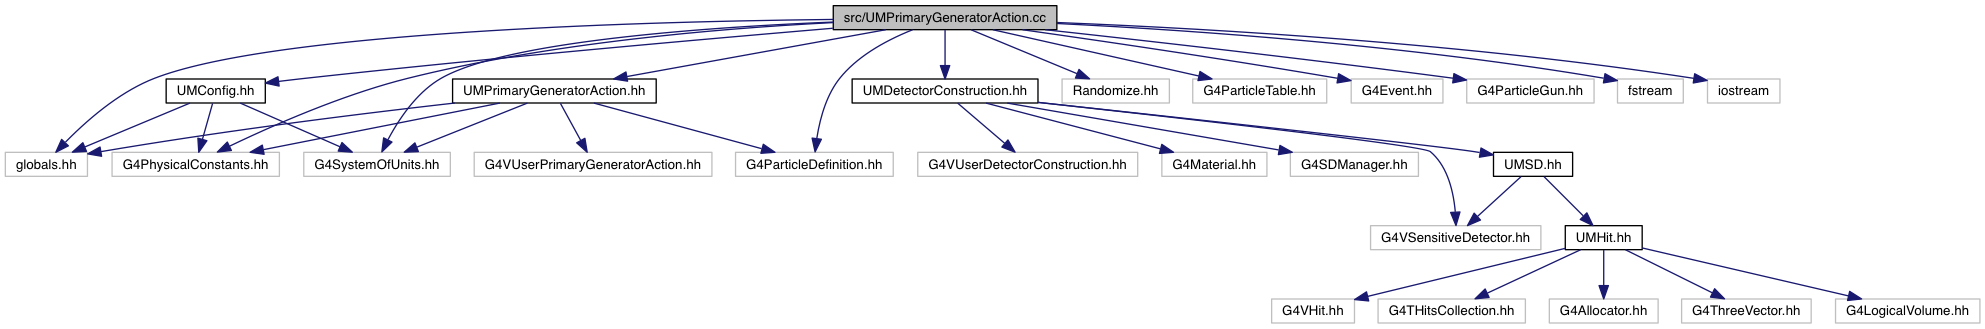 src/UMPrimaryGeneratorAction.cc
UMConfig.hh
UMPrimaryGeneratorAction.hh
UMDetectorConstruction.hh
Randomize.hh
G4ParticleTable.hh
G4Event.hh
G4ParticleGun.hh
fstream
iostream
globals.hh
G4PhysicalConstants.hh
G4SystemOfUnits.hh
G4VUserPrimaryGeneratorAction.hh
G4ParticleDefinition.hh
G4VUserDetectorConstruction.hh
G4Material.hh
G4SDManager.hh
UMSD.hh
G4VSensitiveDetector.hh
UMHit.hh
G4VHit.hh
G4THitsCollection.hh
G4Allocator.hh
G4ThreeVector.hh
G4LogicalVolume.hh